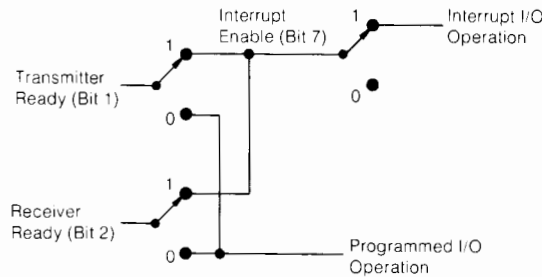 Interrupt
Enable (Bit 7)
1
Interrupt I/O
Operation
1
Transmitter
Ready (Bit 1)
0
0
1
Receiver
Ready (Bit 2)
0
Programmed I/O
Operation